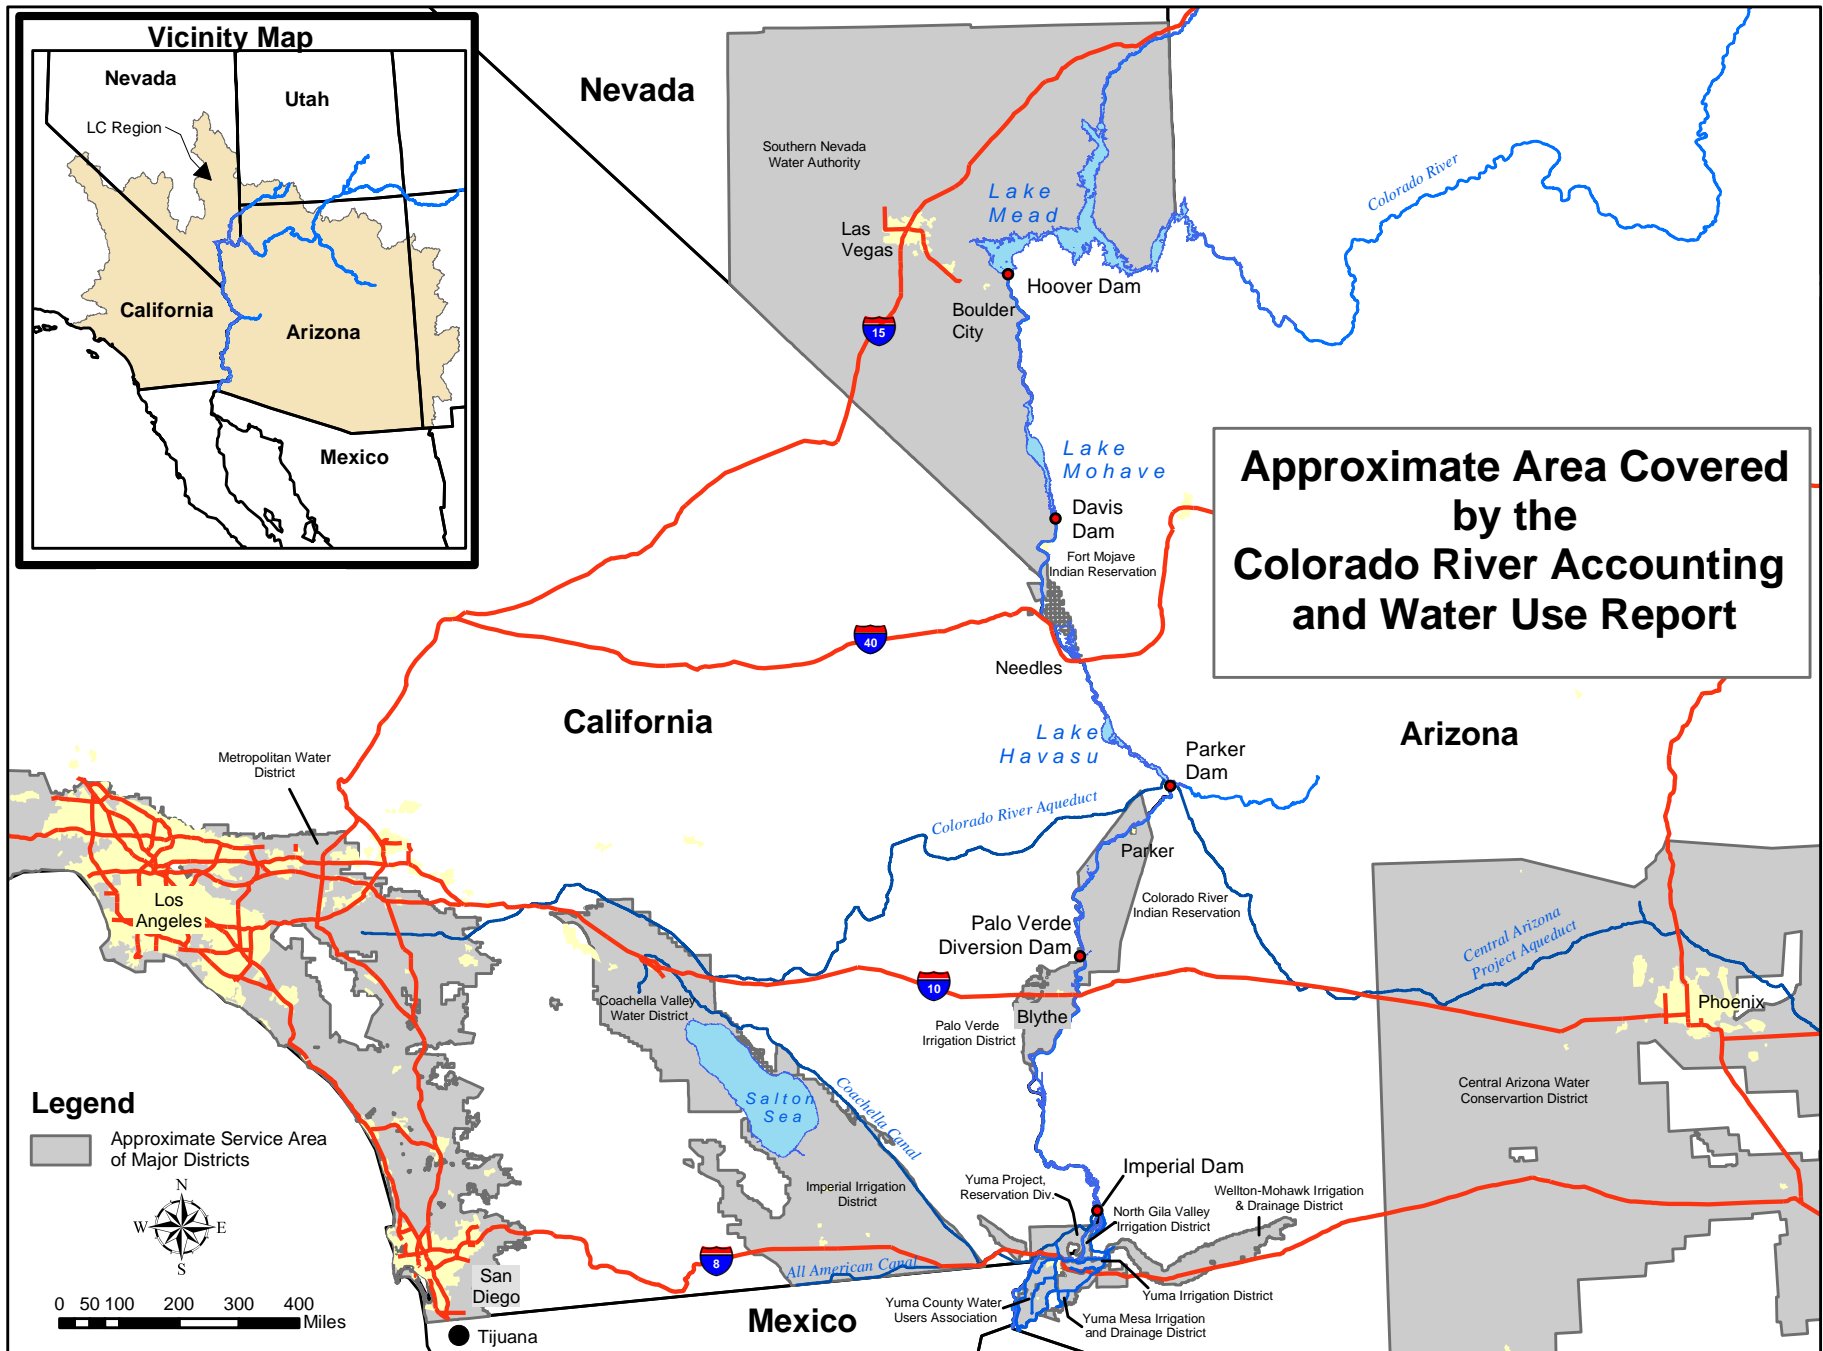 Vicinity Map
Nevada
Utah
LC Region
California
Arizona
Mexico
Nevada
Southern Nevada
Water Authority
Lake
Mead
Las
Vegas
Hoover Dam
Boulder
City
15
Colorado River
Lake
Mohave
Davis
Dam
Fort Mojave
Indian Reservation
Approximate Area Covered
by the
Colorado River Accounting
and Water Use Report
40
Needles
California
Lake
Havasu
Parker
Dam
Arizona
Metropolitan Water
District
Colorado River Aqueduct
Parker
Los
Angeles
Colorado River
Indian Reservation
Palo Verde
Diversion Dam
Central Arizona
Project Aqueduct
10
Coachella Valley
Water District
Blythe
Palo Verde
Irrigation District
Phoenix
Salton
Sea
Coachella Canal
Central Arizona Water
Conservartion District
Legend
Approximate Service Area
of Major Districts
N
W
E
S
Imperial Irrigation
District
Yuma Project,
Reservation Div.
Imperial Dam
North Gila Valley
Irrigation District
Wellton-Mohawk Irrigation
& Drainage District
8
All American Canal
San
Diego
Yuma Irrigation District
Yuma County Water
Users Association
Yuma Mesa Irrigation
and Drainage District
Mexico
0 50 100 200 300 400
Miles
Tijuana